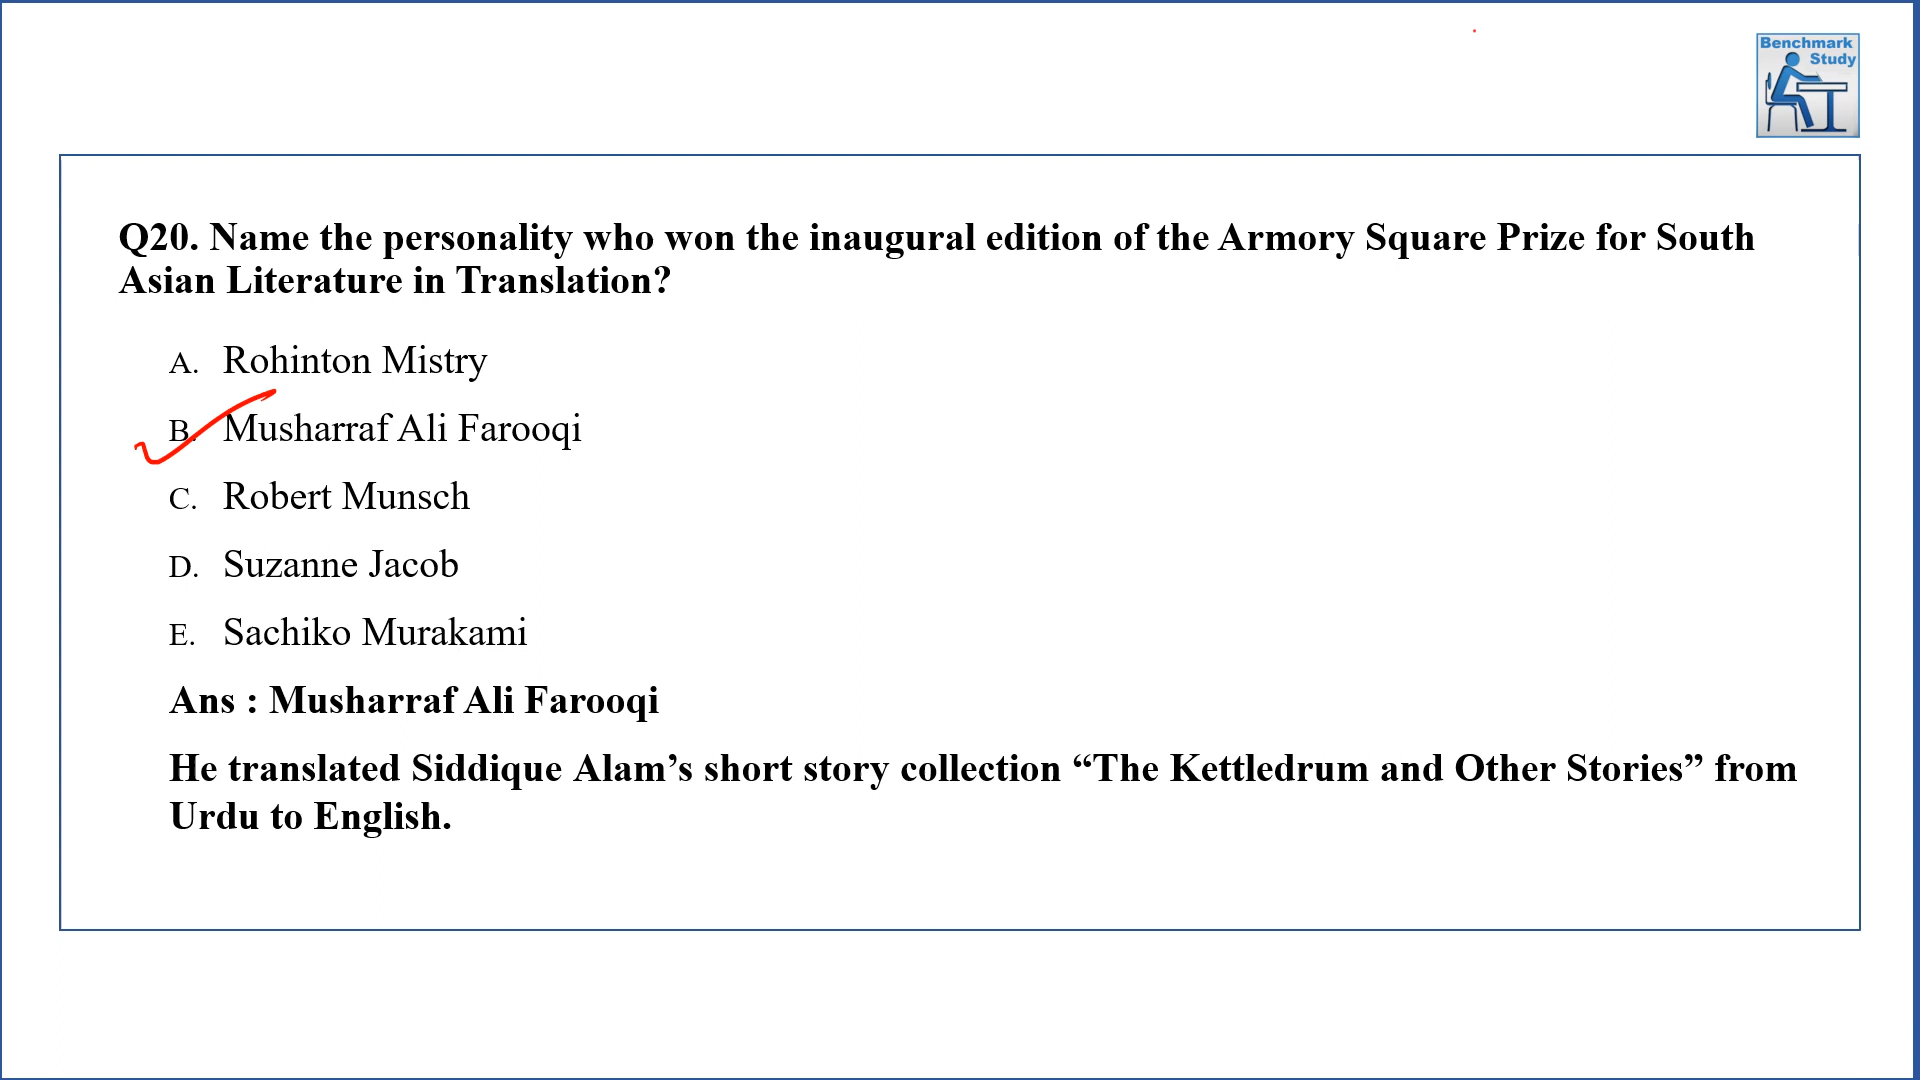 Benchmark
Study
Q20. Name the personality who won the inaugural edition of the Armory Square Prize for South
Asian Literature in Translation?
A. Rohinton Mistry
B. Musharraf Ali Farooqi
C. Robert Munsch
D. Suzanne Jacob
E. Sachiko Murakami
Ans : Musharraf Ali Farooqi
He translated Siddique Alam’s short story collection “The Kettledrum and Other Stories” from
Urdu to English.